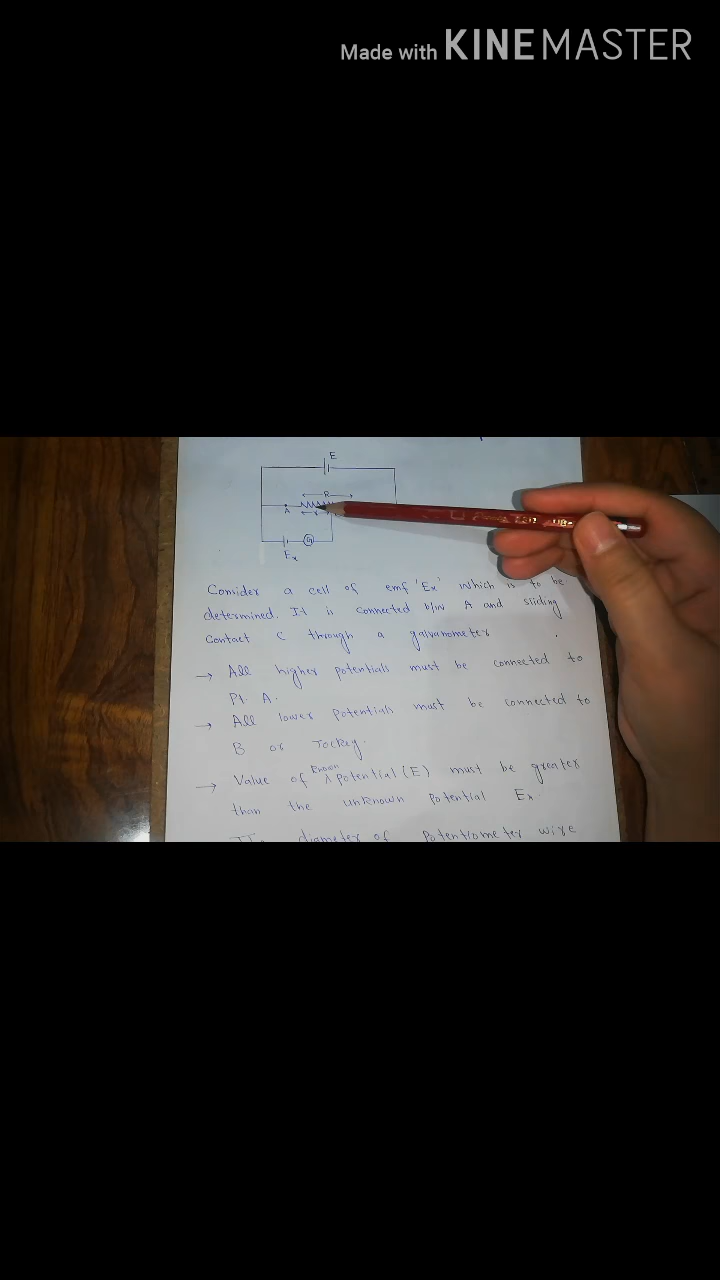 Made with KINEMASTER
E
R
A
r
G
Ex
Consider a cell of emf 'Ex' which is to be
determined. It is connected b/w A and sliding
Contact C through a galvanometer
→ All higher potentials must be connected to
Pt. A.
→ All lower potentials must be connected to
B or Jockey.
→ Value of known ^ potential (E) must be greater
than the unknown potential Ex.
diameter of Potentiometer wire